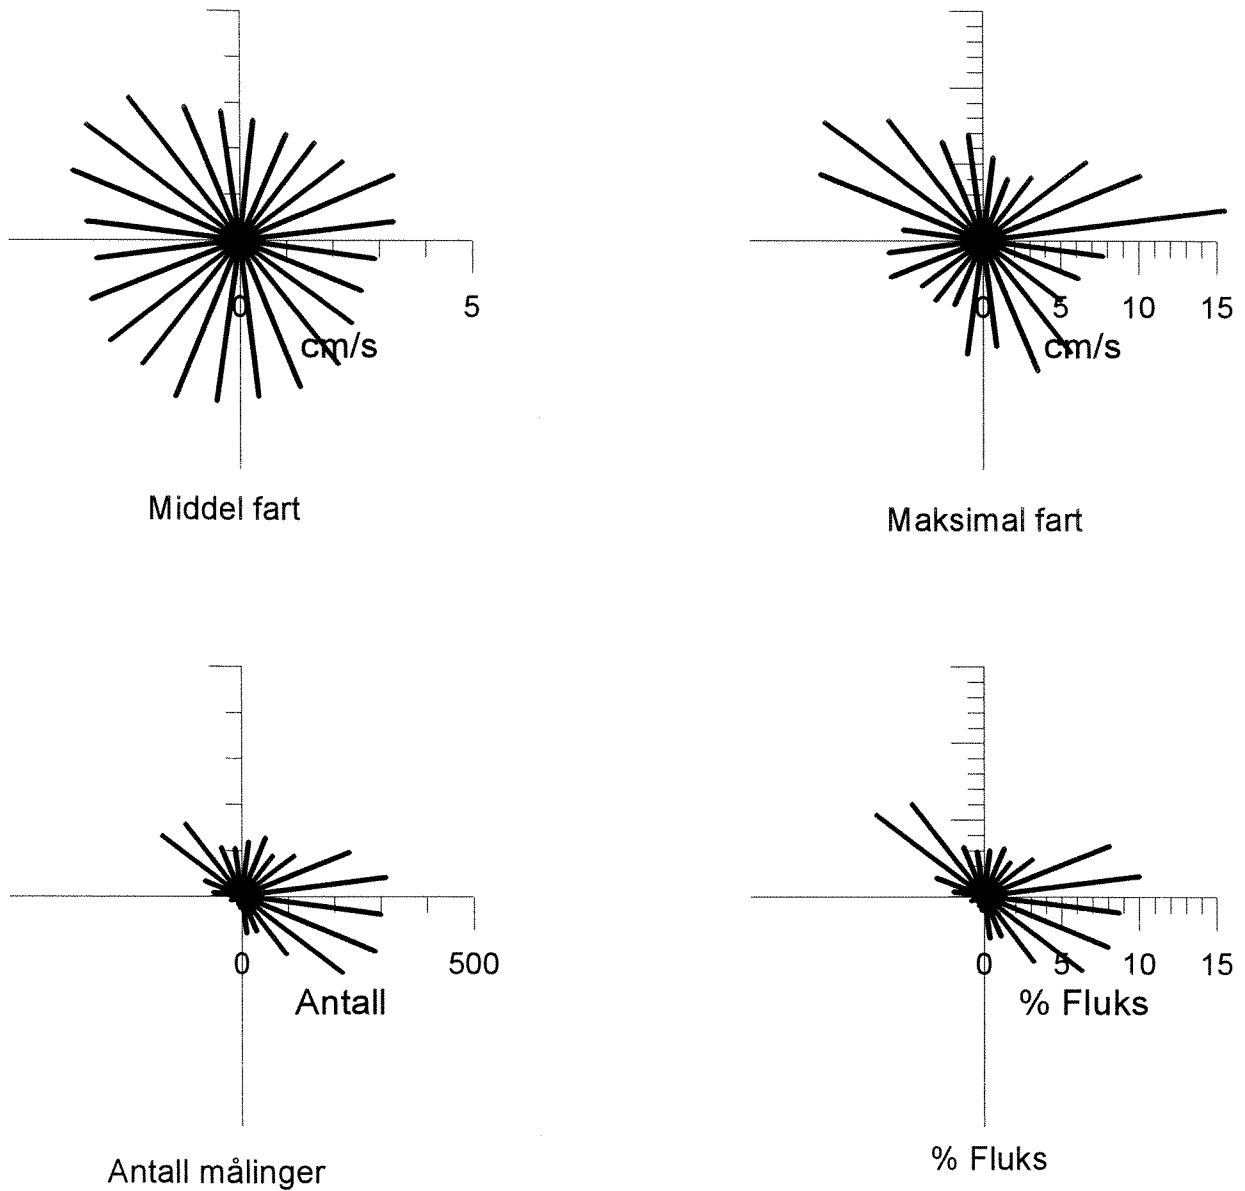 0 5
cm/s
Middel fart
0 5 10 15
cm/s
Maksimal fart
0 500
Antall
Antall målinger
0 5 10 15
% Fluks
% Fluks